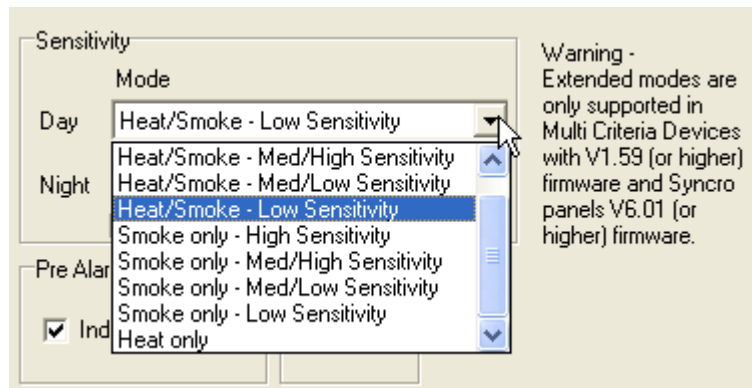 Sensitivity
Mode
Day
Heat/Smoke - Low Sensitivity
Heat/Smoke - Med/High Sensitivity
Night
Heat/Smoke - Med/Low Sensitivity
Heat/Smoke - Low Sensitivity
Smoke only - High Sensitivity
Smoke only - Med/High Sensitivity
Smoke only - Med/Low Sensitivity
Smoke only - Low Sensitivity
Heat only
Pre Alar
Ind
Warning -
Extended modes are
only supported in
Multi Criteria Devices
with V1.59 (or higher)
firmware and Syncro
panels V6.01 (or
higher) firmware.